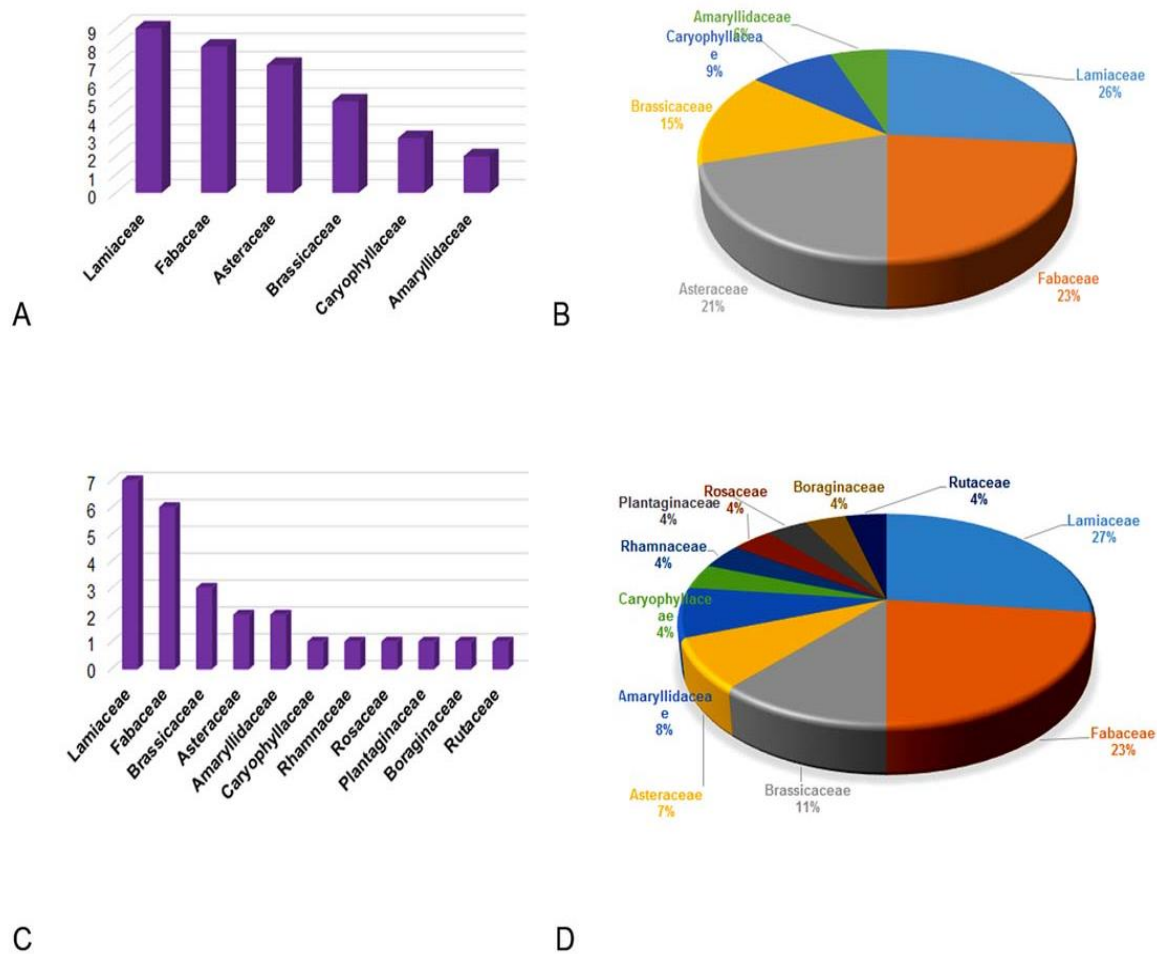 9
8
7
6
5
4
3
2
1
0
Lamiaceae
Fabaceae
Asteraceae
Brassicaceae
Caryophyllaceae
Amaryllidaceae
A
Amaryllidaceae
6%
Caryophyllacea
e
9%
Brassicaceae
15%
Lamiaceae
26%
Asteraceae
21%
Fabaceae
23%
B
7
6
5
4
3
2
1
0
Lamiaceae
Fabaceae
Brassicaceae
Asteraceae
Amaryllidaceae
Caryophyllaceae
Rhamnaceae
Rosaceae
Plantaginaceae
Boraginaceae
Rutaceae
C
Rutaceae
4%
Boraginaceae
4%
Rosaceae
4%
Plantaginaceae
4%
Rhamnaceae
4%
Caryophyllace
ae
4%
Amaryllidacea
e
8%
Asteraceae
7%
Brassicaceae
11%
Fabaceae
23%
Lamiaceae
27%
D